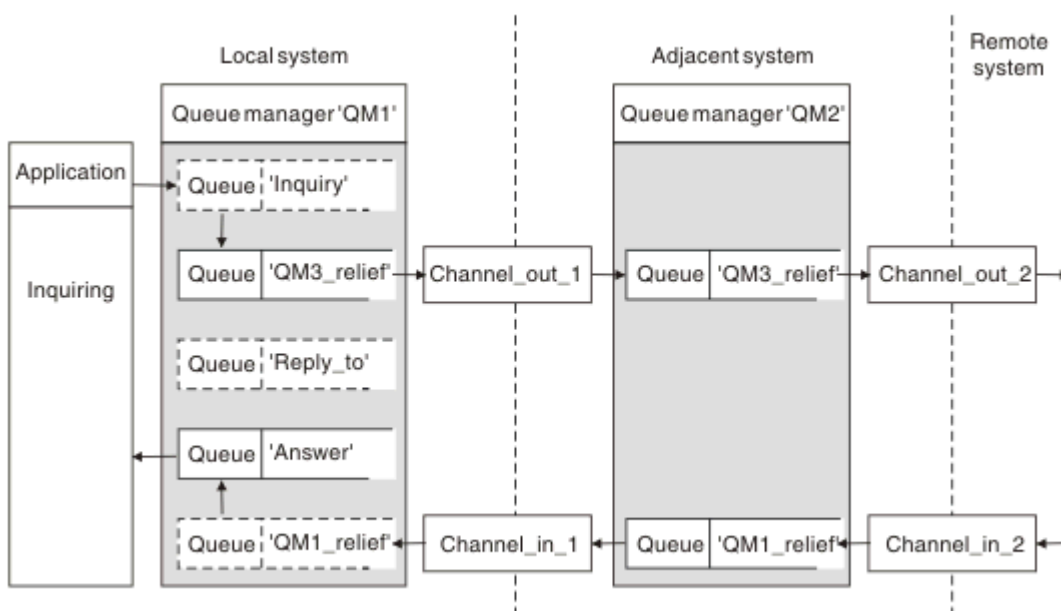 Local system
Adjacent system
Remote
system
Queue manager 'QM1'
Queue manager 'QM2'
Application
Inquiring
Queue 'Inquiry'
Queue 'QM3_relief'
Channel_out_1
Queue 'QM3_relief'
Channel_out_2
Queue 'Reply_to'
Queue 'Answer'
Queue 'QM1_relief'
Channel_in_1
Queue 'QM1_relief'
Channel_in_2